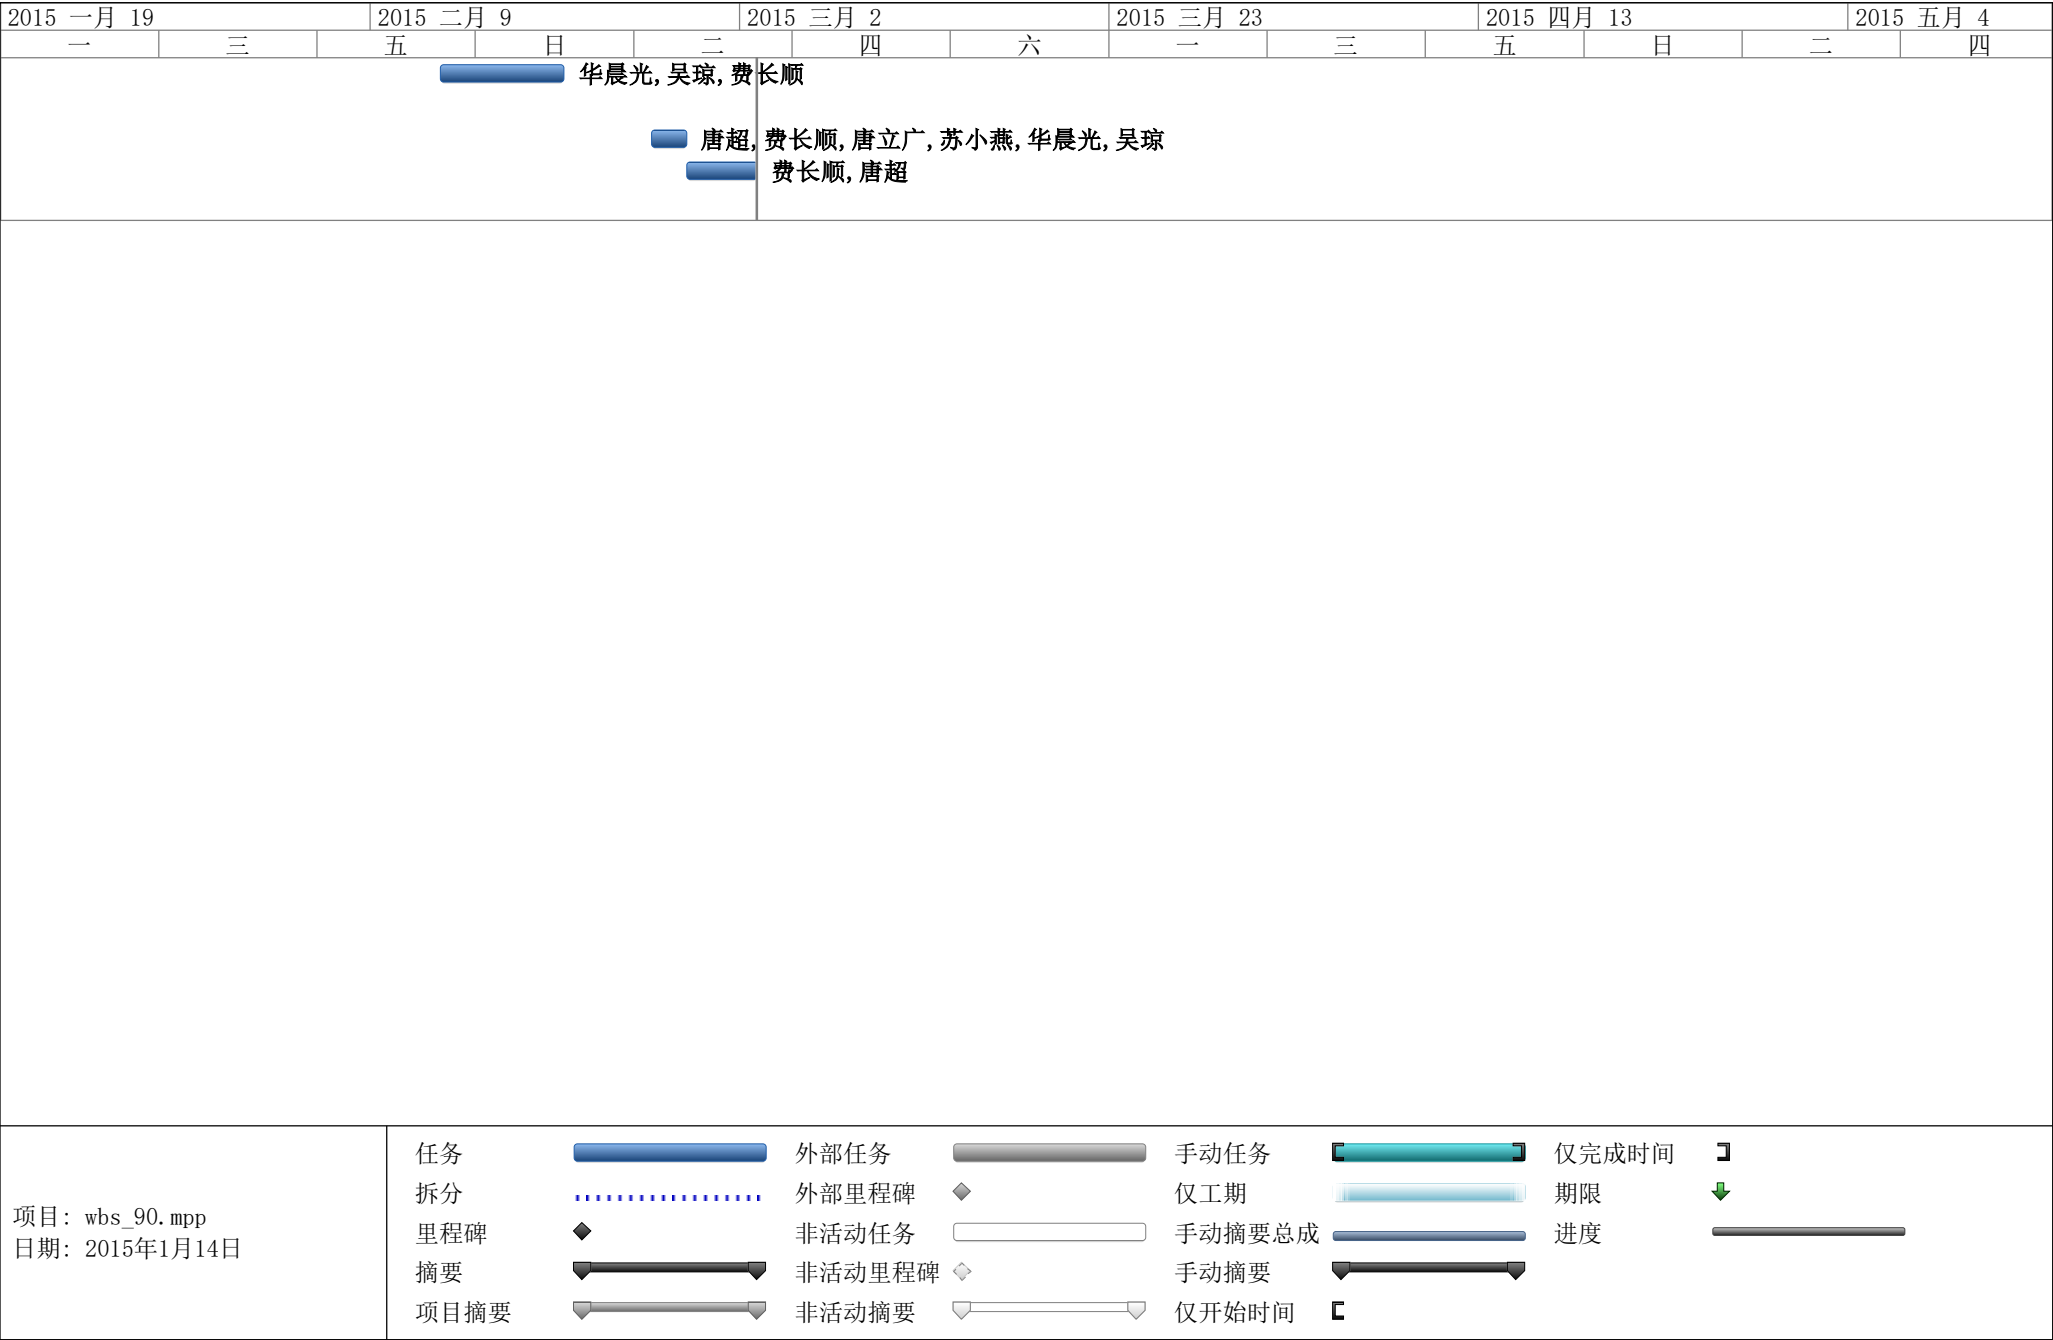 2015 一月 19 2015 二月 9 2015 三月 2 2015 三月 23 2015 四月 13 2015 五月 4
一 三 五 日 二 四 六 一 三 五 日 二 四
华晨光,吴琼,费长顺
唐超,费长顺,唐立广,苏小燕,华晨光,吴琼
费长顺,唐超
项目: wbs_90.mpp
日期: 2015年1月14日
任务 外部任务 手动任务 仅完成时间
拆分 外部里程碑 仅工期 期限
里程碑 非活动任务 手动摘要总成 进度
摘要 非活动里程碑 手动摘要
项目摘要 非活动摘要 仅开始时间